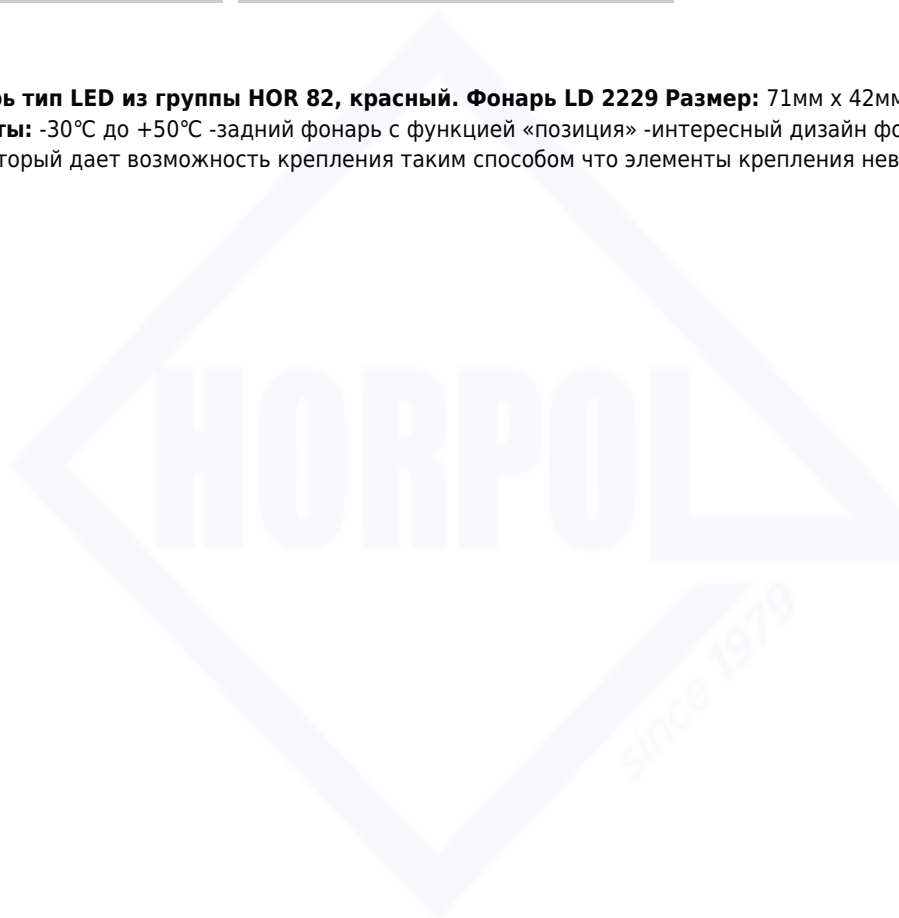 ь тип LED из группы HOR 82, красный. Фонарь LD 2229 Размер: 71мм x 42мм
ты: -30℃ до +50℃ -задний фонарь с функцией «позиция» -интересный дизайн фо
торый дает возможность крепления таким способом что элементы крепления нев
HORPOL
since 1979